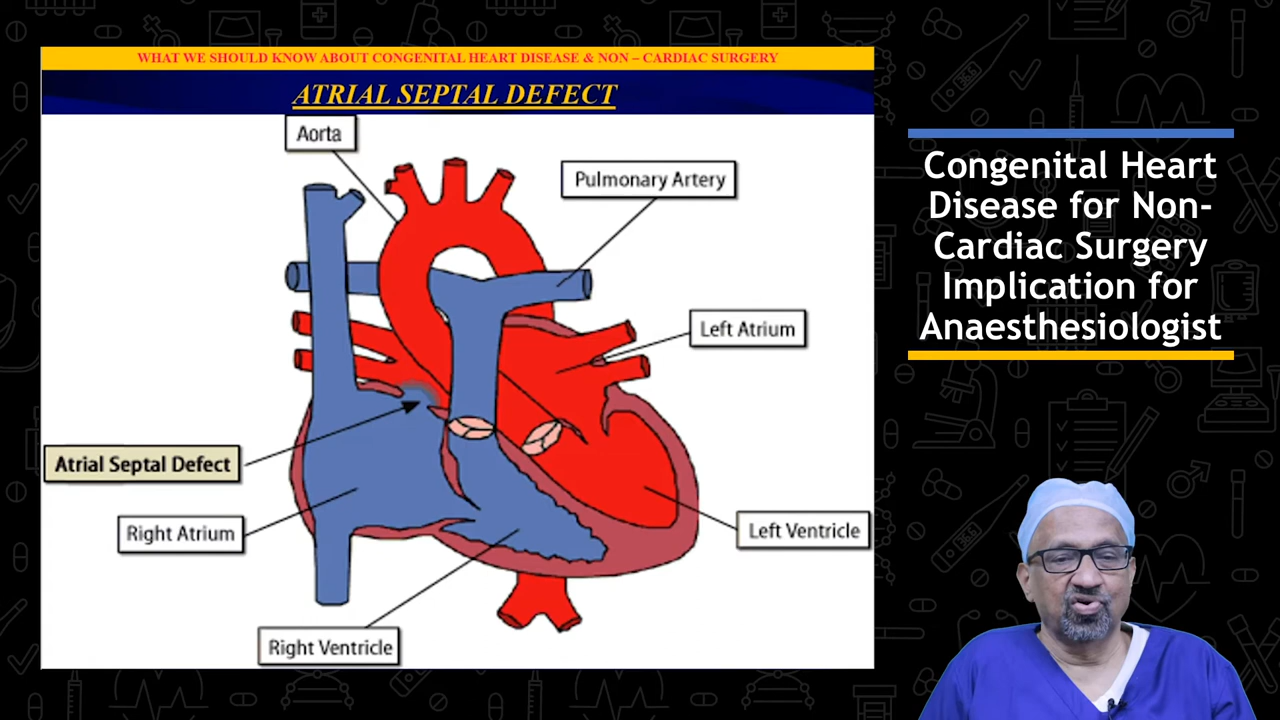 WHAT WE SHOULD KNOW ABOUT CONGENITAL HEART DISEASE & NON – CARDIAC SURGERY
ATRIAL SEPTAL DEFECT
Aorta
Pulmonary Artery
Left Atrium
Atrial Septal Defect
Right Atrium
Left Ventricle
Right Ventricle
Congenital Heart
Disease for Non-
Cardiac Surgery
Implication for
Anaesthesiologist